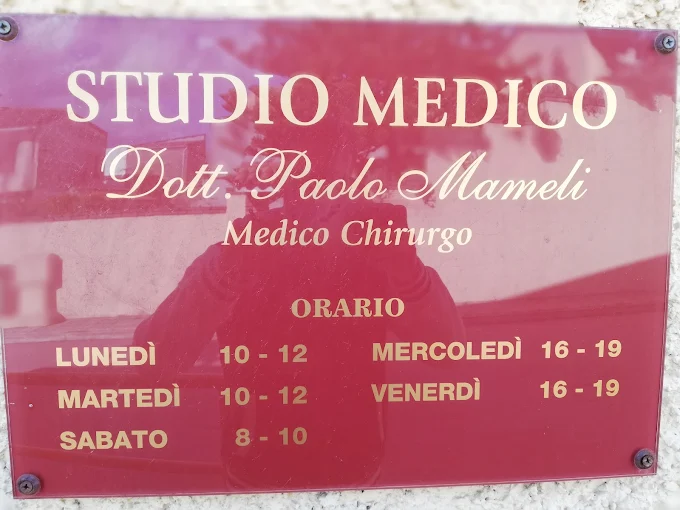 STUDIO MEDICO
Dott. Paolo Mameli
Medico Chirurgo
ORARIO
LUNEDÌ 10 - 12 MERCOLEDÌ 16 - 19
MARTEDÌ 10 - 12 VENERDÌ 16 - 19
SABATO 8 - 10